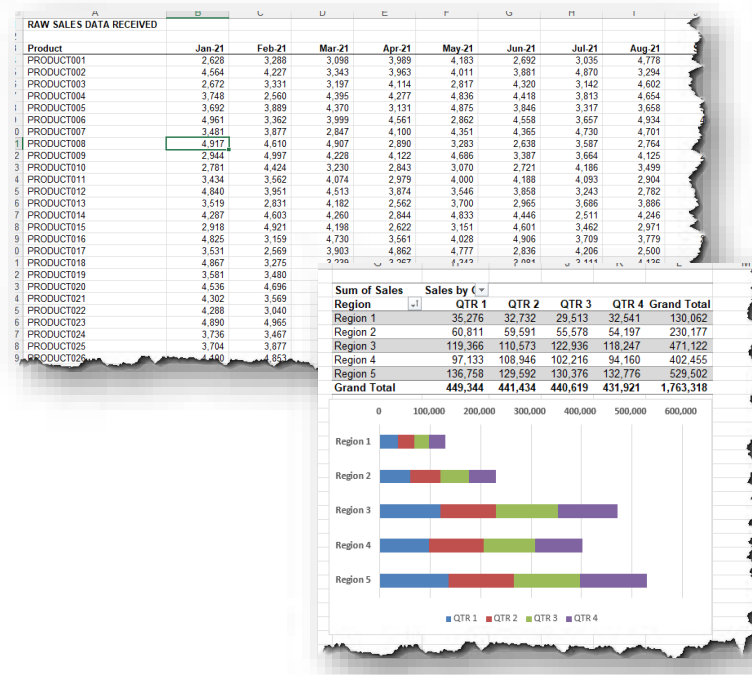 A B C D E F G H I
RAW SALES DATA RECEIVED
Product Jan-21 Feb-21 Mar-21 Apr-21 May-21 Jun-21 Jul-21 Aug-21
PRODUCT001 2,628 3,288 3,098 3,989 4,183 2,692 3,035 4,778
PRODUCT002 4,564 4,227 3,343 3,963 4,011 3,881 4,870 3,294
PRODUCT003 2,672 3,331 3,197 4,114 2,817 4,320 3,142 4,602
PRODUCT004 3,748 2,560 4,395 4,277 4,836 4,418 3,813 4,654
PRODUCT005 3,692 3,889 4,370 3,131 4,875 3,846 3,317 3,658
PRODUCT006 4,961 3,362 3,999 4,561 2,862 4,558 3,657 4,934
PRODUCT007 3,481 3,877 2,847 4,100 4,351 4,365 4,730 4,701
PRODUCT008 4,917 4,610 4,907 2,890 3,283 2,638 3,587 2,764
PRODUCT009 2,944 4,997 4,228 4,122 4,686 3,387 3,664 4,125
PRODUCT010 2,781 4,424 3,230 2,843 3,070 2,721 4,186 3,499
PRODUCT011 3,434 3,562 4,074 2,979 4,000 4,188 4,093 2,904
PRODUCT012 4,840 3,951 4,513 3,874 3,546 3,858 3,243 2,782
PRODUCT013 3,519 2,831 4,182 2,562 3,700 2,965 3,686 3,886
PRODUCT014 4,287 4,603 4,260 2,844 4,833 4,446 2,511 4,246
PRODUCT015 2,918 4,921 4,198 2,622 3,151 4,601 3,462 2,971
PRODUCT016 4,825 3,159 4,730 3,561 4,028 4,906 3,709 3,779
PRODUCT017 3,531 2,569 3,903 4,862 4,777 2,836 4,206 2,500
PRODUCT018 4,867 3,275
PRODUCT019 3,581 3,480
PRODUCT020 4,536 4,696
PRODUCT021 4,302 3,569
PRODUCT022 4,288 3,040
PRODUCT023 4,890 4,965
PRODUCT024 3,736 3,467
PRODUCT025 3,704 3,877
PRODUCT026 4,100 4,853
Sum of Sales Sales by
Region QTR 1 QTR 2 QTR 3 QTR 4 Grand Total
Region 1 35,276 32,732 29,513 32,541 130,062
Region 2 60,811 59,591 55,578 54,197 230,177
Region 3 119,366 110,573 122,936 118,247 471,122
Region 4 97,133 108,946 102,216 94,160 402,455
Region 5 136,758 129,592 130,376 132,776 529,502
Grand Total 449,344 441,434 440,619 431,921 1,763,318
0 100,000 200,000 300,000 400,000 500,000 600,000
Region 1
Region 2
Region 3
Region 4
Region 5
QTR 1 QTR 2 QTR 3 QTR 4